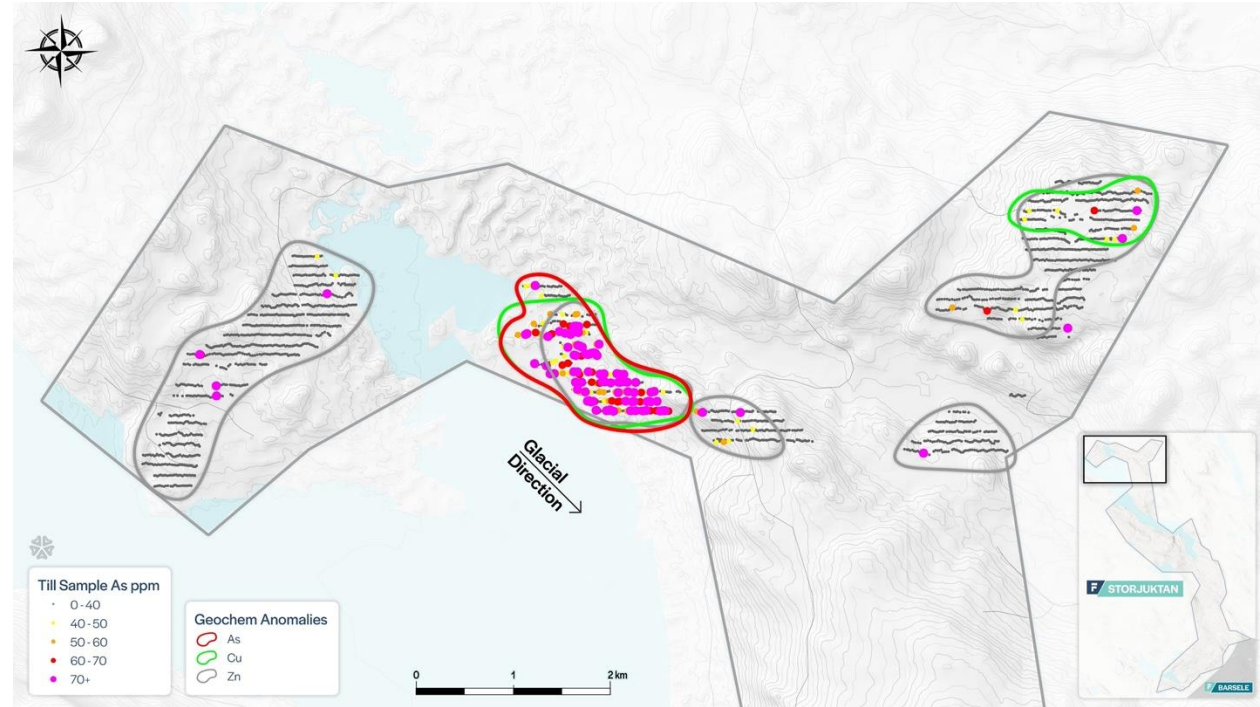 Glacial
Direction
Till Sample As ppm
0-40
40-50
50-60
60-70
70+
Geochem Anomalies
As
Cu
Zn
0 1 2 km
F STORJUKTAN
F BARSELE